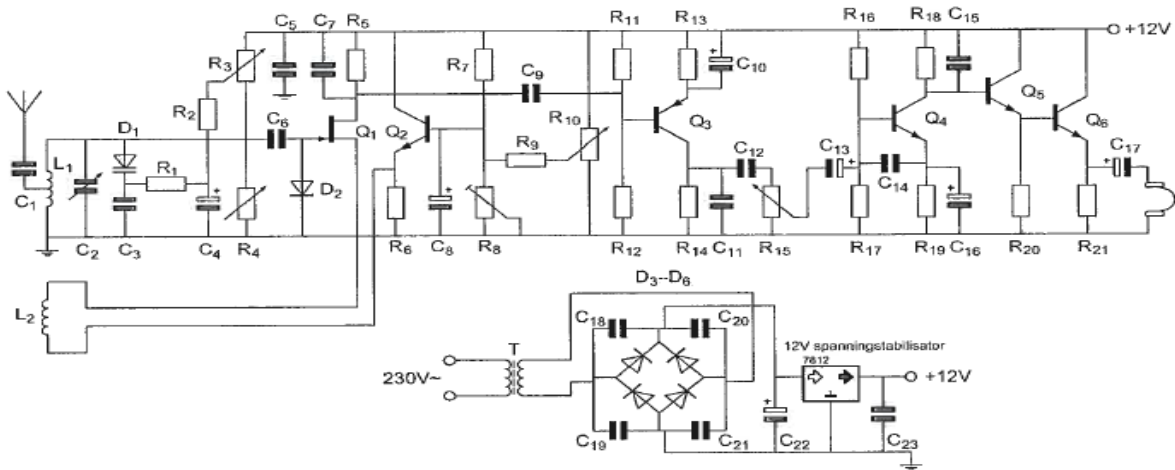 C5 C7 R5 R11 R13 R16 R18 C15
+12V
R3 R7 C9 + C10
R2 R10
D1 C6 Q1 Q2 Q3 Q4 Q5 Q6
L1 R9 C12 C13 + + C17
R1 D2 + + C14 +
C1
C2 C3 C4 R4 R6 C8 R8 R12 R14 C11 R15 R17 R19 C16 R20 R21
L2
D3--D6
C18 C20
T 12V spanningstabilisator
7812
230V~ +12V
+
C19 C21 C22 C23